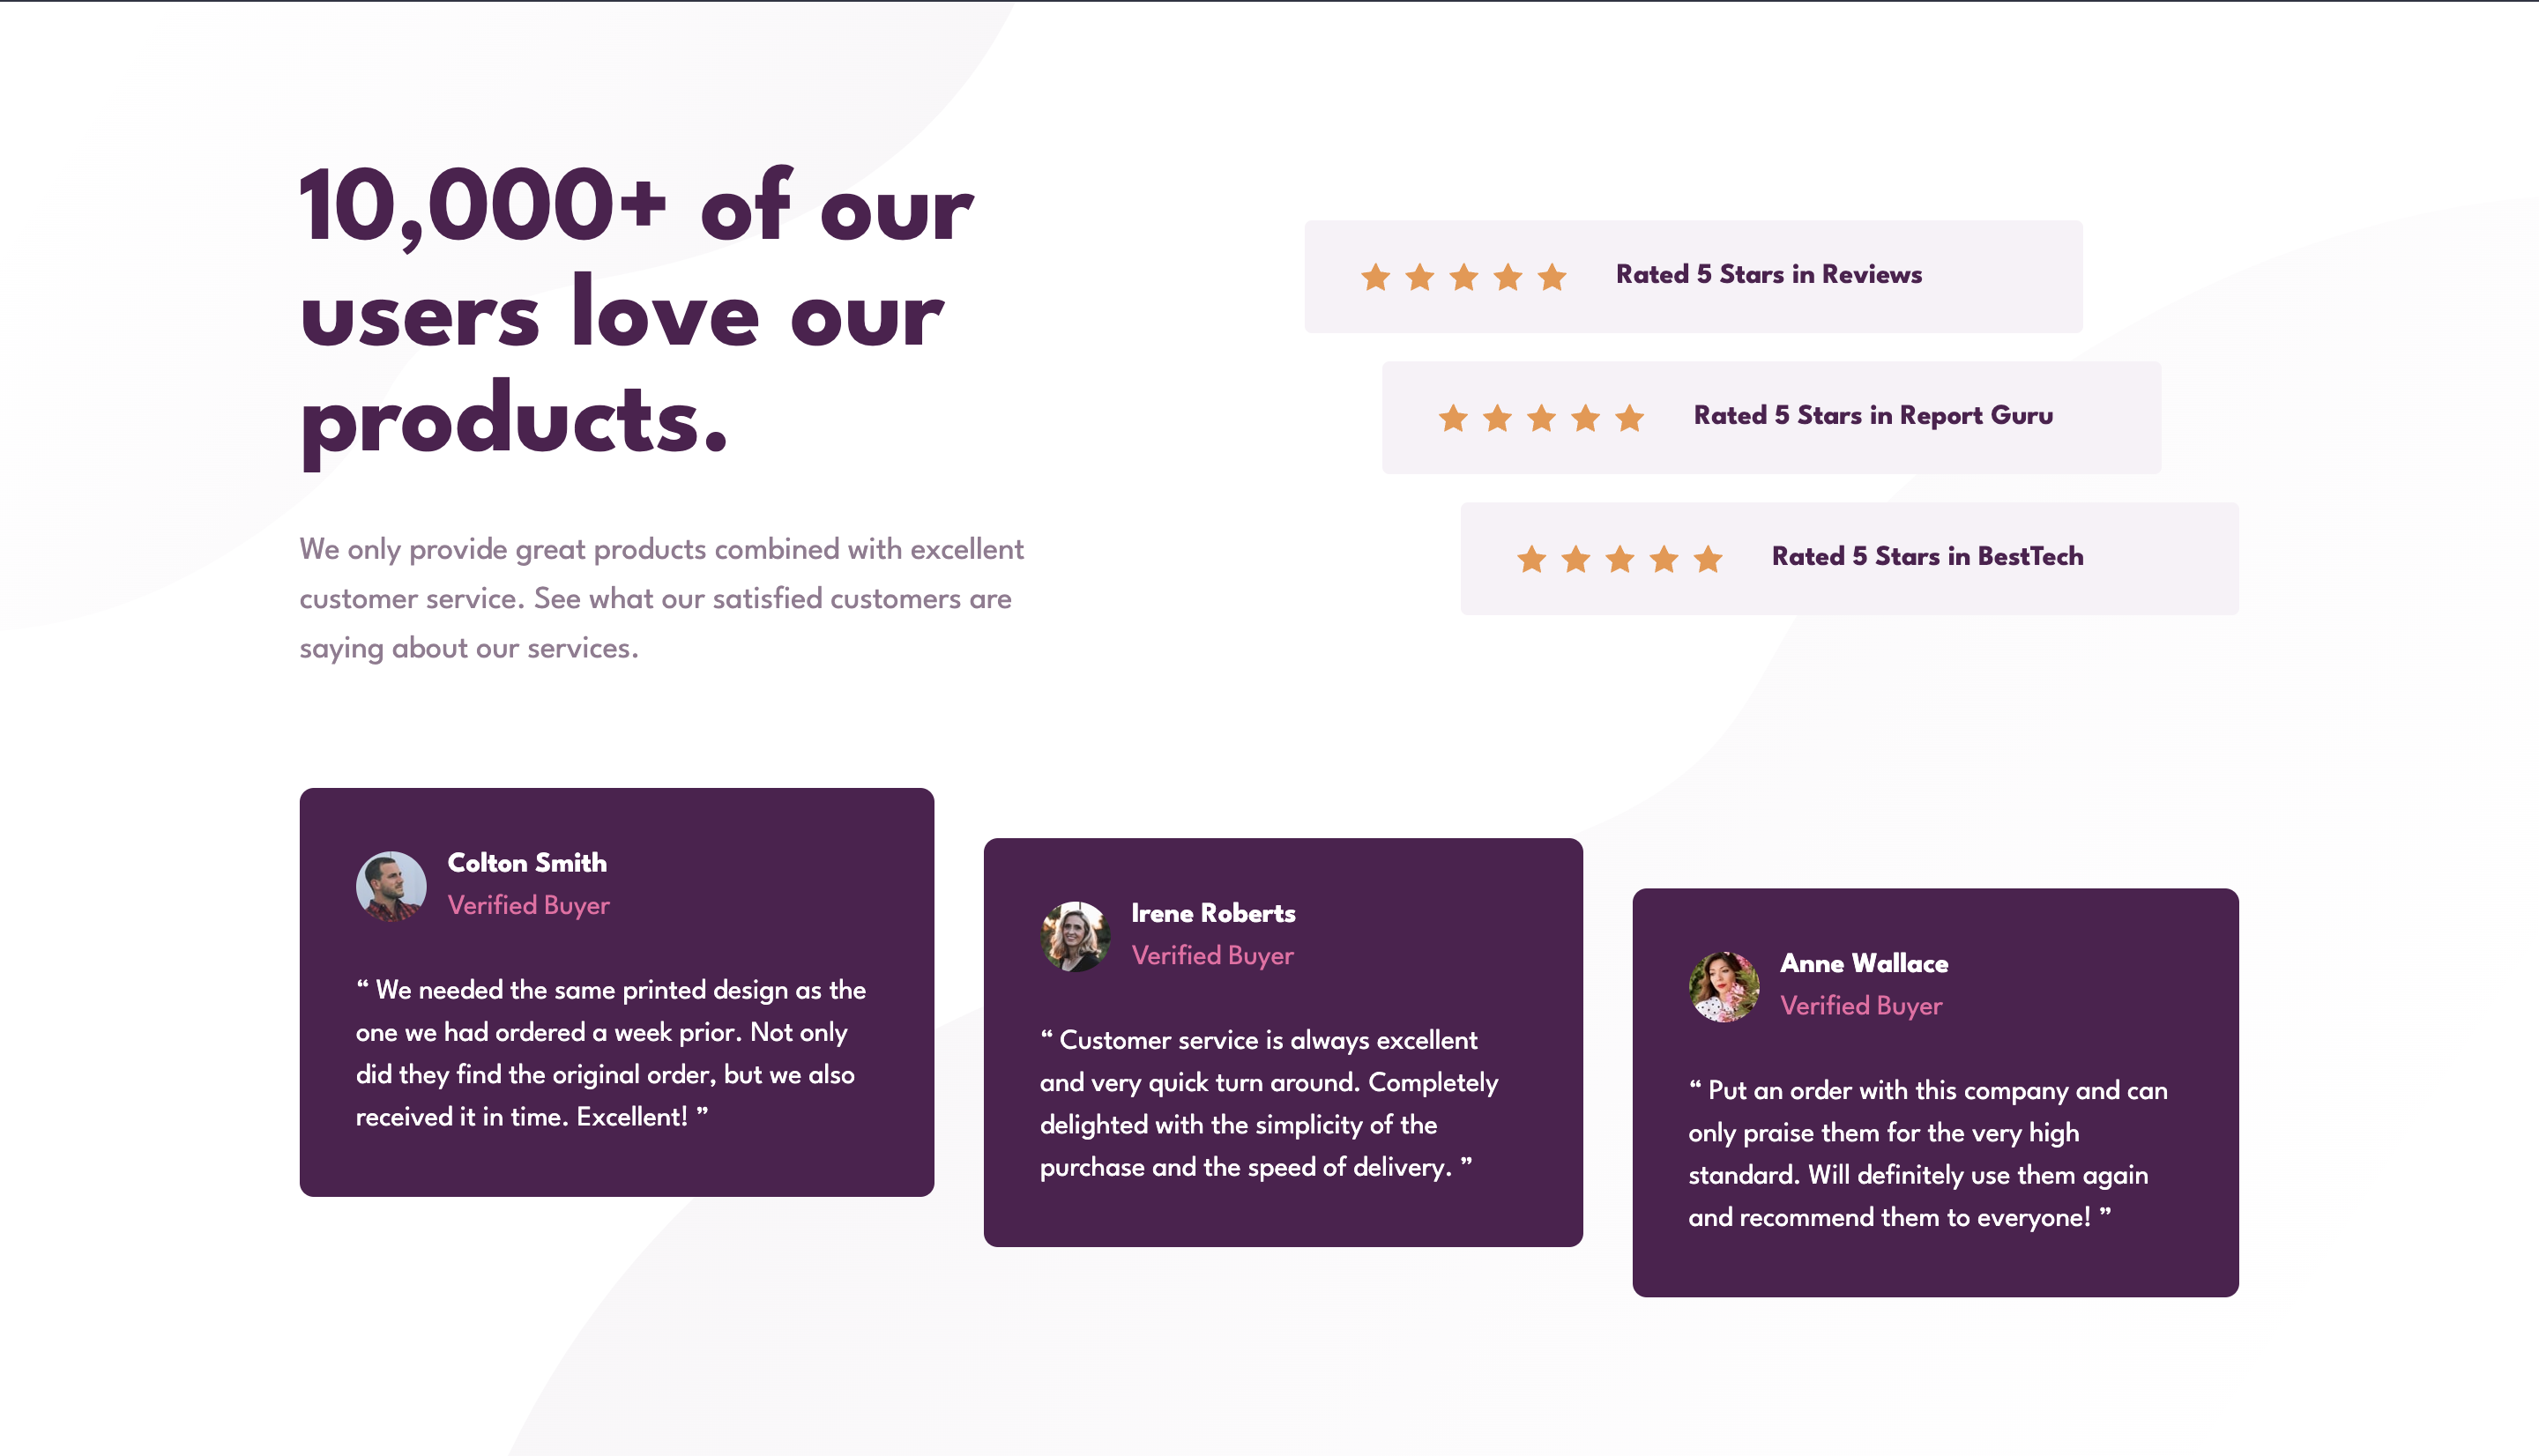 10,000+ of our
users love our
products.
We only provide great products combined with excellent
customer service. See what our satisfied customers are
saying about our services.
Rated 5 Stars in Reviews
Rated 5 Stars in Report Guru
Rated 5 Stars in BestTech
Colton Smith
Verified Buyer
“ We needed the same printed design as the
one we had ordered a week prior. Not only
did they find the original order, but we also
received it in time. Excellent! ”
Irene Roberts
Verified Buyer
“ Customer service is always excellent
and very quick turn around. Completely
delighted with the simplicity of the
purchase and the speed of delivery. ”
Anne Wallace
Verified Buyer
“ Put an order with this company and can
only praise them for the very high
standard. Will definitely use them again
and recommend them to everyone! ”